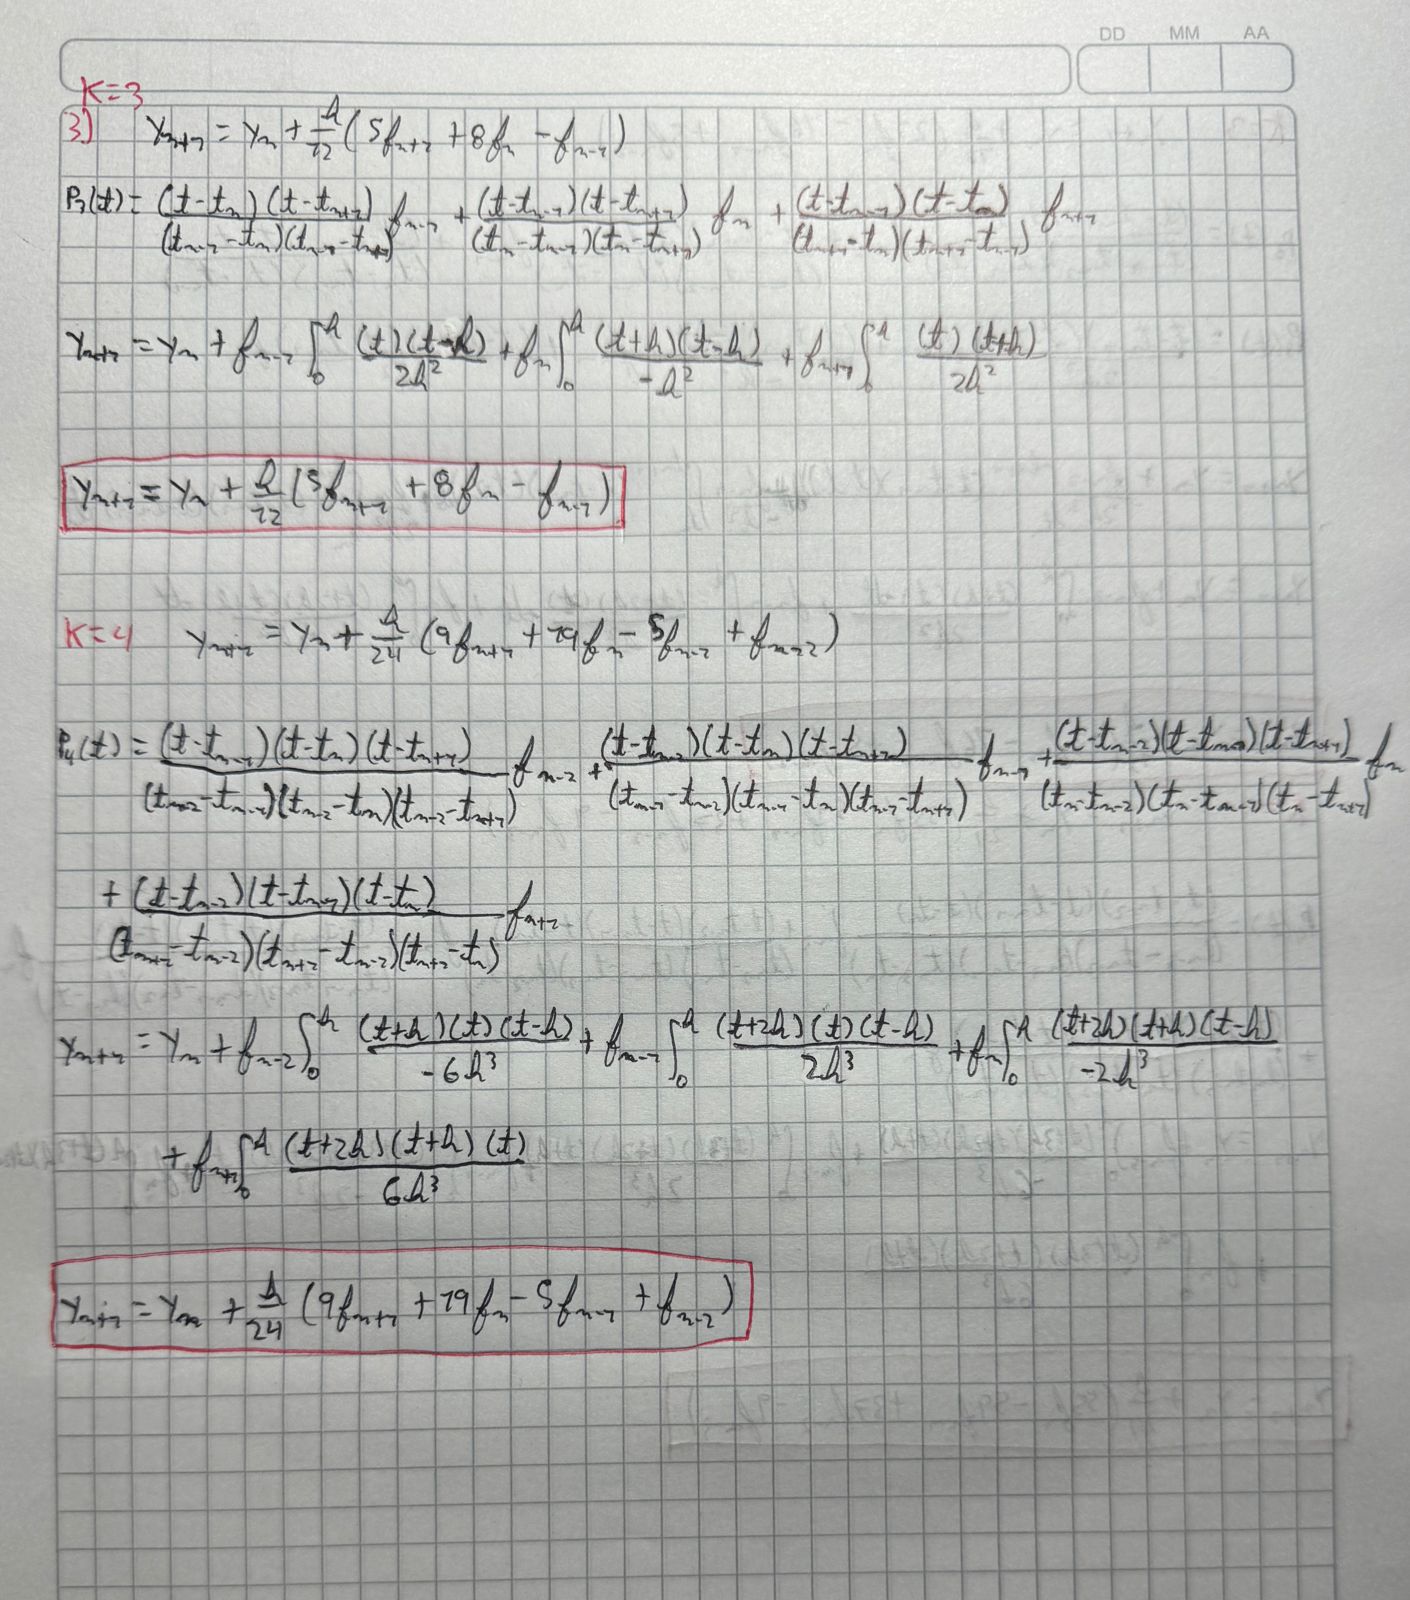 DD MM AA
K=3
3) y_{n+1} = y_n + \frac{h}{12} (5f_{n+1} + 8f_n - f_{n-1})
P_3(t) = \frac{(t-t_n)(t-t_{n+1})}{(t_{n-1}-t_n)(t_{n-1}-t_{n+1})} f_{n-1} + \frac{(t-t_{n-1})(t-t_{n+1})}{(t_n-t_{n-1})(t_n-t_{n+1})} f_n + \frac{(t-t_{n-1})(t-t_n)}{(t_{n+1}-t_n)(t_{n+1}-t_{n-1})} f_{n+1}
y_{n+1} = y_n + f_{n-1} \int_0^h \frac{(t)(t-h)}{2h^2} + f_n \int_0^h \frac{(t+h)(t-h)}{-h^2} + f_{n+1} \int_0^h \frac{(t)(t+h)}{2h^2}
y_{n+1} = y_n + \frac{h}{12} (5f_{n+1} + 8f_n - f_{n-1})
K=4 y_{n+1} = y_n + \frac{h}{24} (9f_{n+1} + 19f_n - 5f_{n-1} + f_{n-2})
P_4(t) = \frac{(t-t_{n-1})(t-t_n)(t-t_{n+1})}{(t_{n-2}-t_{n-1})(t_{n-2}-t_n)(t_{n-2}-t_{n+1})} f_{n-2} + \frac{(t-t_{n-2})(t-t_n)(t-t_{n+1})}{(t_{n-1}-t_{n-2})(t_{n-1}-t_n)(t_{n-1}-t_{n+1})} f_{n-1} + \frac{(t-t_{n-2})(t-t_{n-1})(t-t_{n+1})}{(t_n-t_{n-2})(t_n-t_{n-1})(t_n-t_{n+1})} f_n
+ \frac{(t-t_{n-2})(t-t_{n-1})(t-t_n)}{(t_{n+1}-t_{n-2})(t_{n+1}-t_{n-1})(t_{n+1}-t_n)} f_{n+1}
y_{n+1} = y_n + f_{n-2} \int_0^h \frac{(t+h)(t)(t-h)}{-6h^3} + f_{n-1} \int_0^h \frac{(t+2h)(t)(t-h)}{2h^3} + f_n \int_0^h \frac{(t+2h)(t+h)(t-h)}{-2h^3}
+ f_{n+1} \int_0^h \frac{(t+2h)(t+h)(t)}{6h^3}
y_{n+1} = y_n + \frac{h}{24} (9f_{n+1} + 19f_n - 5f_{n-1} + f_{n-2})